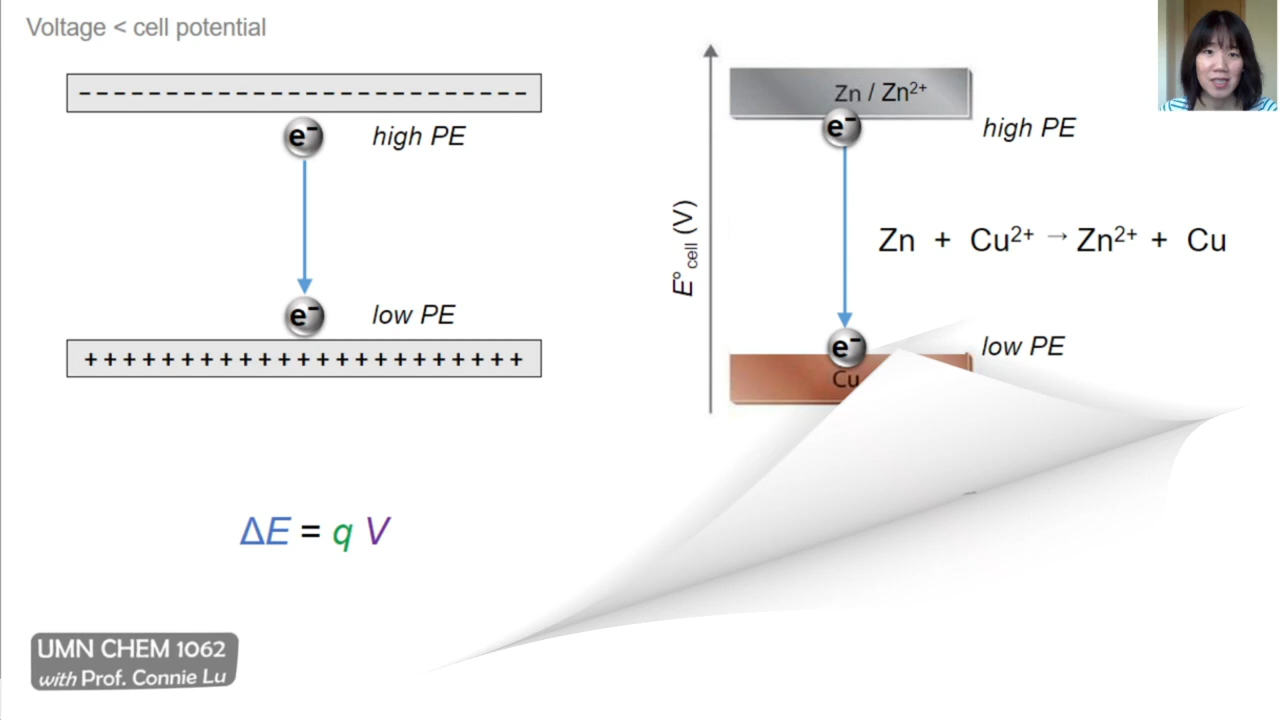 Voltage < cell potential
– – – – – – – – – – – – – – – – – – – – – – – – –
e⁻ high PE
e⁻ low PE
+ + + + + + + + + + + + + + + + + + + + +
ΔE = q V
E°cell (V)
Zn / Zn²⁺
e⁻ high PE
Zn + Cu²⁺ → Zn²⁺ + Cu
e⁻ low PE
Cu
UMN CHEM 1062
with Prof. Connie Lu